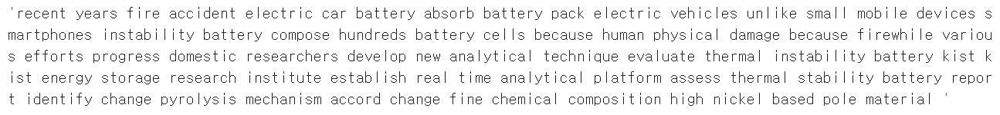 'recent years fire accident electric car battery absorb battery pack electric vehicles unlike small mobile devices s
martphones instability battery compose hundreds battery cells because human physical damage because firewhile variou
s efforts progress domestic researchers develop new analytical technique evaluate thermal instability battery kist k
ist energy storage research institute establish real time analytical platform assess thermal stability battery repor
t identify change pyrolysis mechanism accord change fine chemical composition high nickel based pole material '